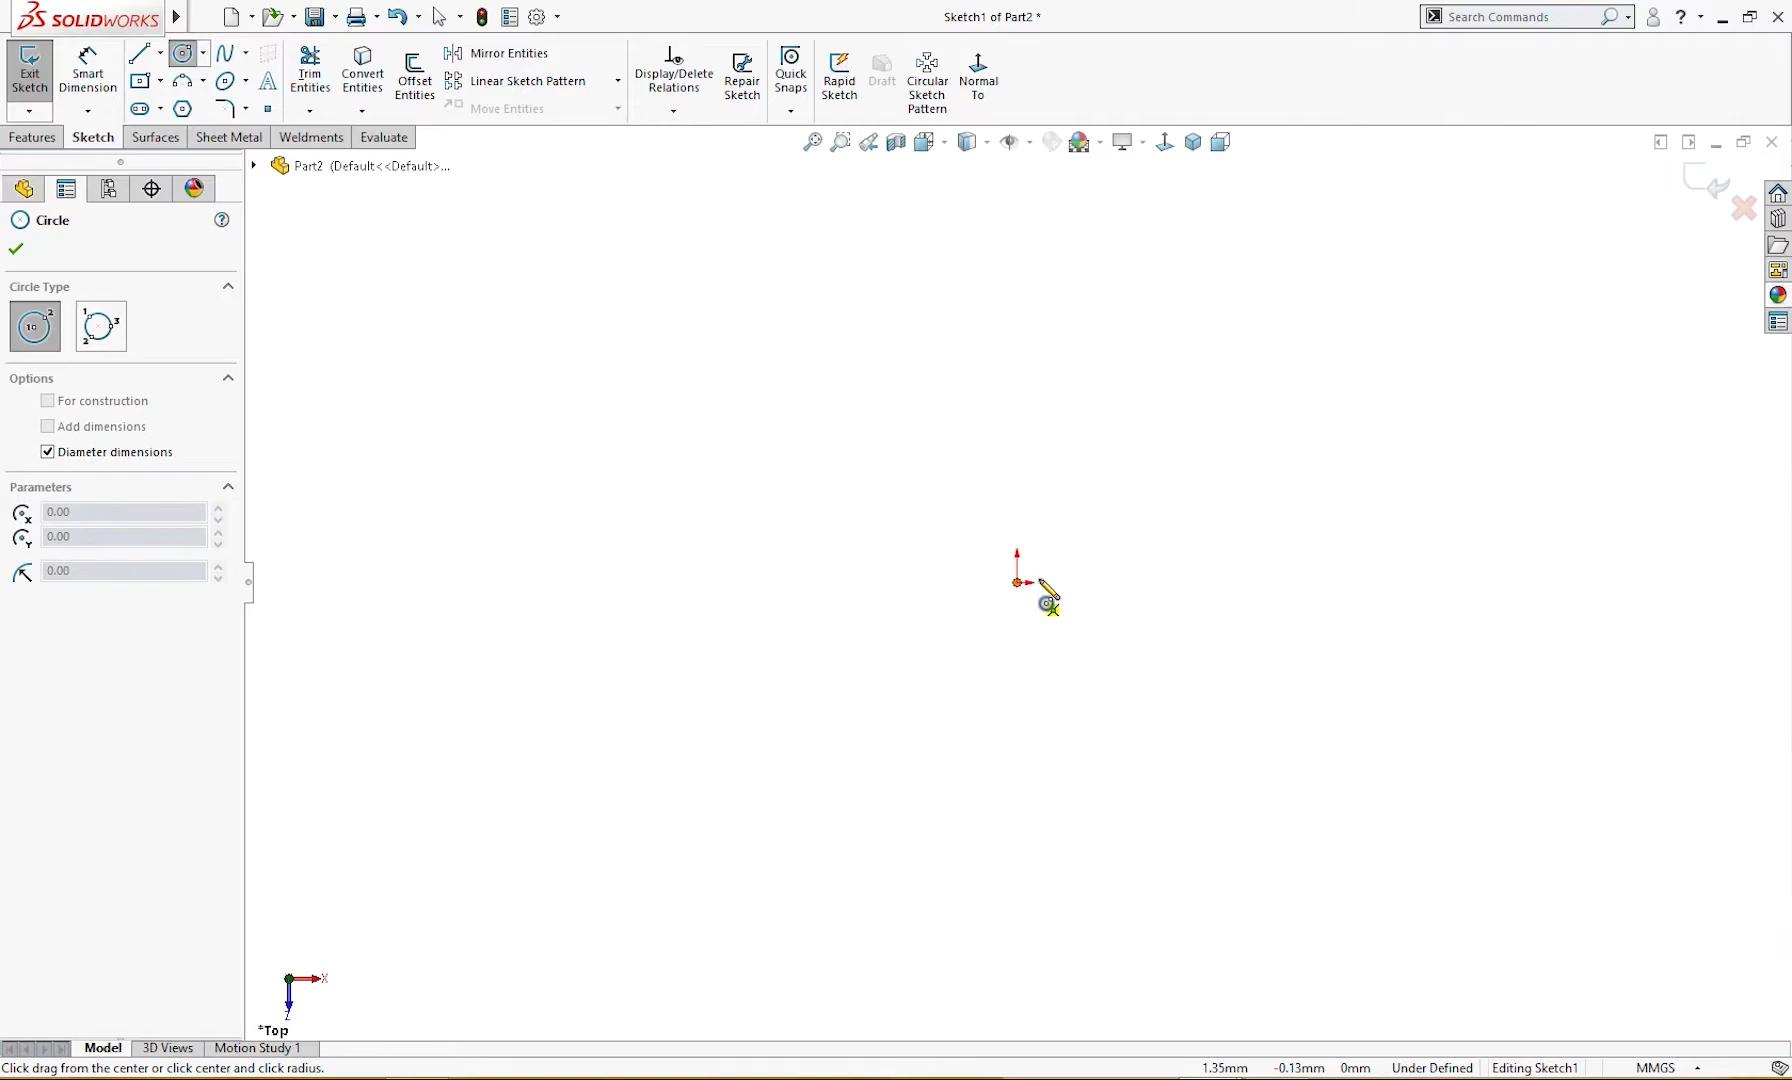 SOLIDWORKS
Sketch1 of Part2 *
Search Commands
Exit Sketch
Smart Dimension
Trim Entities
Convert Entities
Offset Entities
Mirror Entities
Linear Sketch Pattern
Move Entities
Display/Delete Relations
Repair Sketch
Quick Snaps
Rapid Sketch
Draft
Circular Sketch Pattern
Normal To
Features
Sketch
Surfaces
Sheet Metal
Weldments
Evaluate
Part2 (Default<<Default>...
Circle
Circle Type
Options
For construction
Add dimensions
Diameter dimensions
Parameters
0.00
0.00
0.00
X
Z
*Top
Model
3D Views
Motion Study 1
Click drag from the center or click center and click radius.
1.35mm
-0.13mm
0mm
Under Defined
Editing Sketch1
MMGS